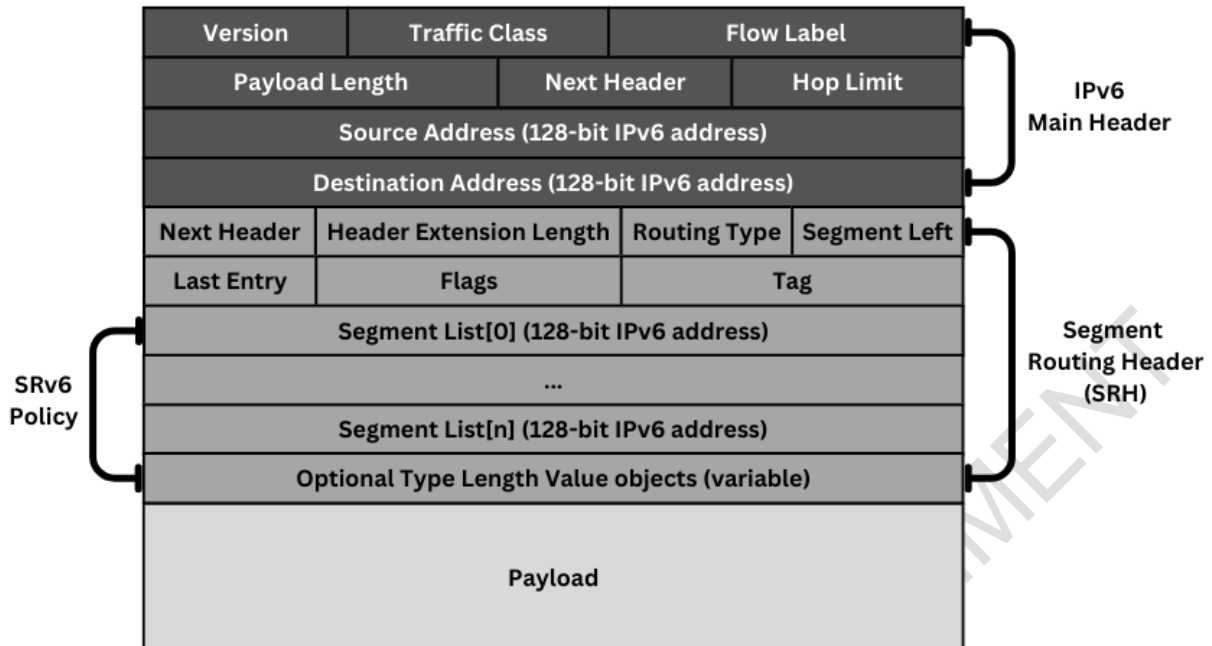 Version Traffic Class Flow Label
Payload Length Next Header Hop Limit
IPv6
Main Header
Source Address (128-bit IPv6 address)
Destination Address (128-bit IPv6 address)
Next Header Header Extension Length Routing Type Segment Left
Last Entry Flags Tag
Segment List[0] (128-bit IPv6 address)
...
Segment List[n] (128-bit IPv6 address)
Optional Type Length Value objects (variable)
SRv6
Policy
Segment
Routing Header
(SRH)
Payload